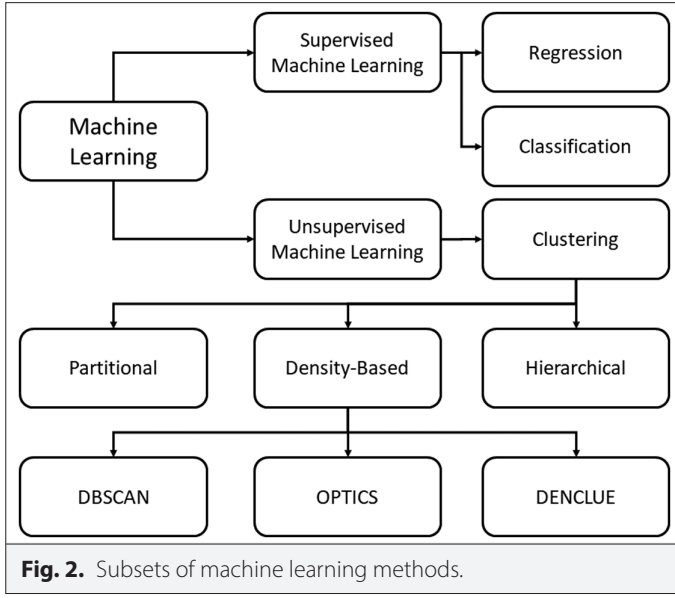 Supervised
Machine Learning
Regression
Machine
Learning
Classification
Unsupervised
Machine Learning
Clustering
Partitional
Density-Based
Hierarchical
DBSCAN
OPTICS
DENCLUE
Fig. 2. Subsets of machine learning methods.